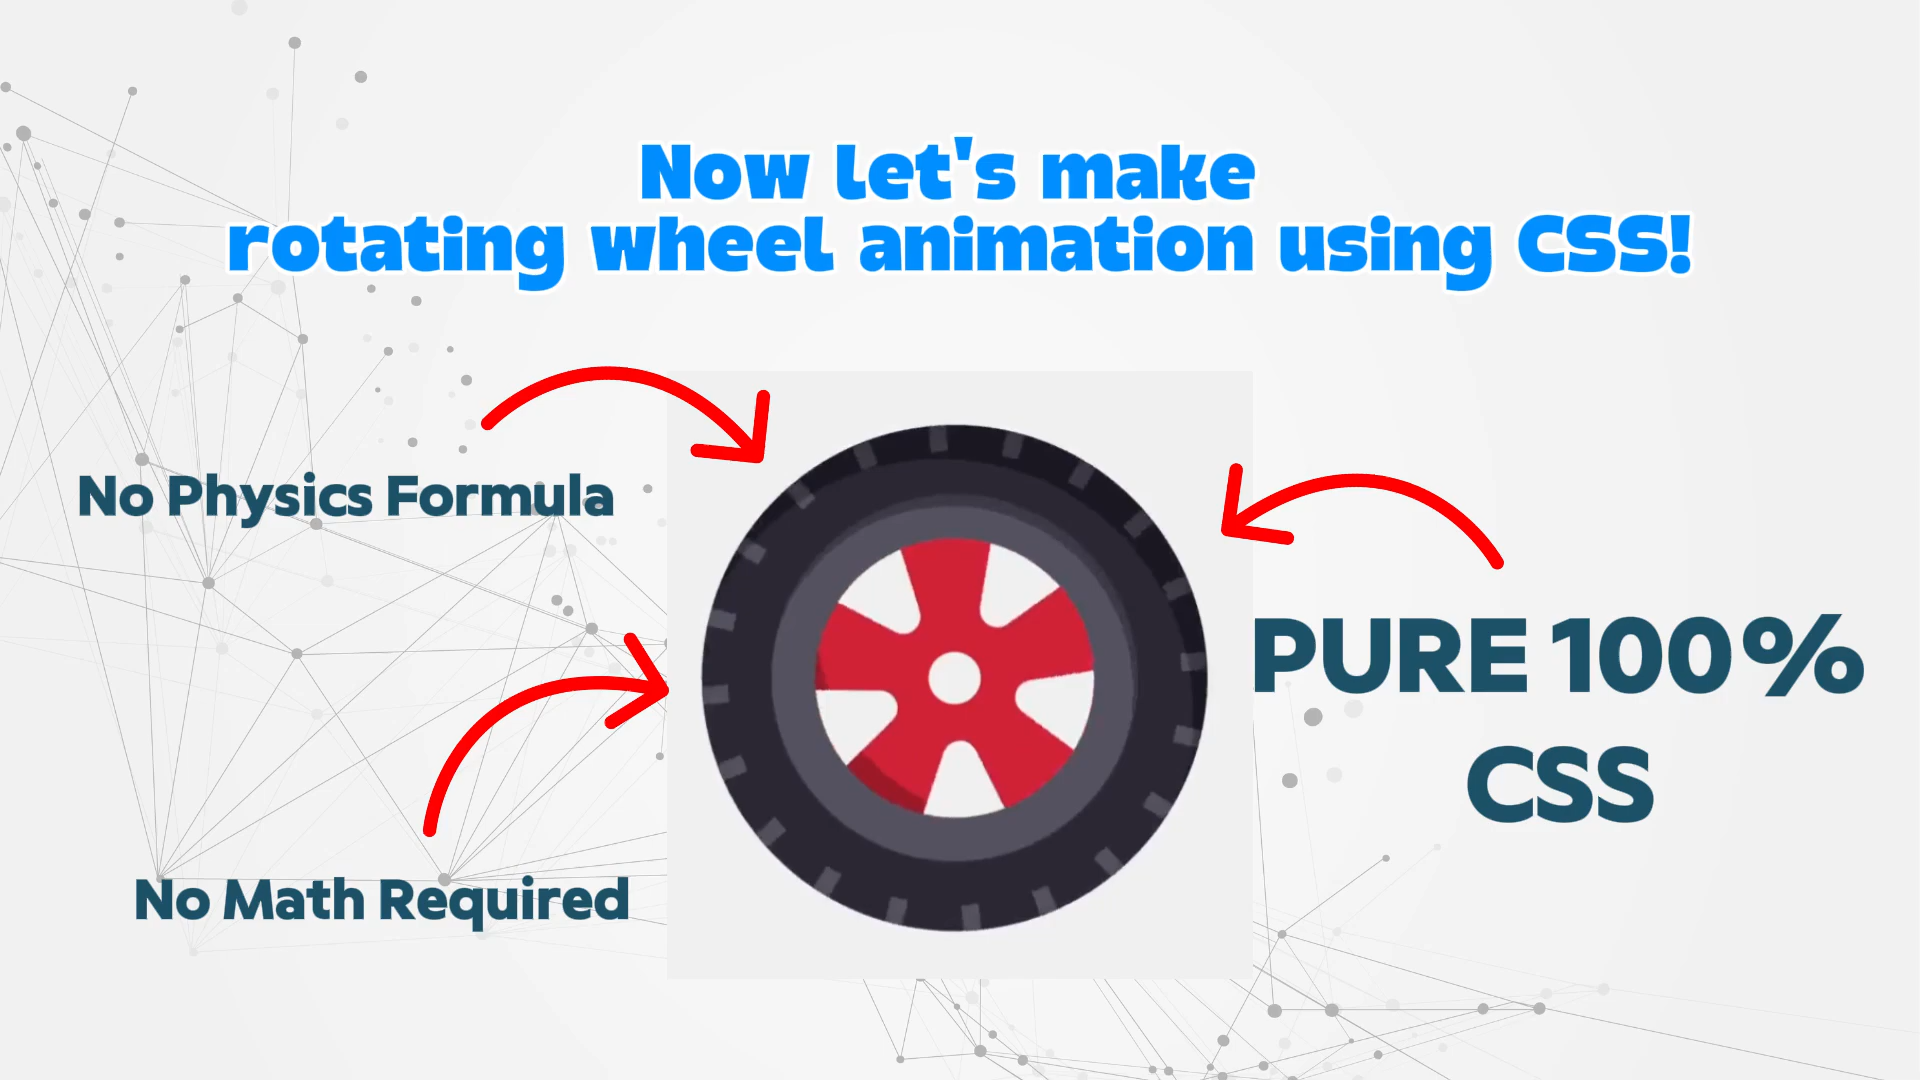 Now Let's make
rotating wheel animation using CSS!
No Physics Formula
PURE 100%
CSS
No Math Required